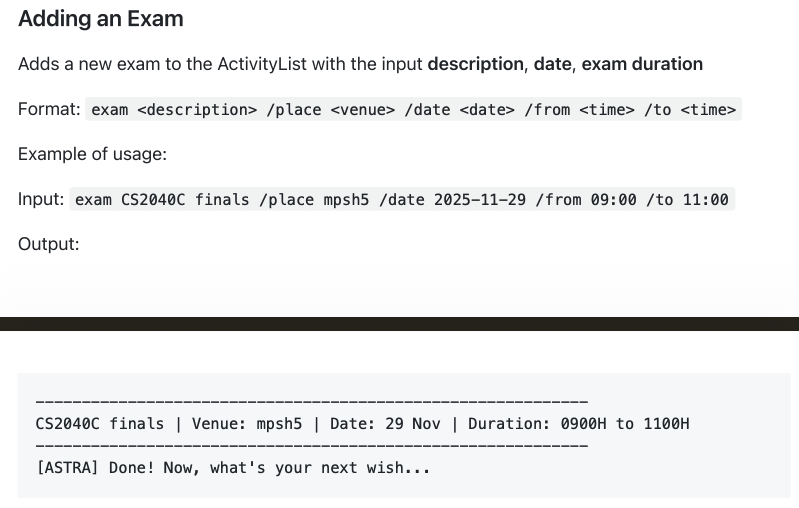 Adding an Exam
Adds a new exam to the ActivityList with the input description, date, exam duration
Format: exam <description> /place <venue> /date <date> /from <time> /to <time>
Example of usage:
Input: exam CS2040C finals /place mpsh5 /date 2025-11-29 /from 09:00 /to 11:00
Output:
____________________________________________________________
CS2040C finals | Venue: mpsh5 | Date: 29 Nov | Duration: 0900H to 1100H
____________________________________________________________
[ASTRA] Done! Now, what's your next wish...